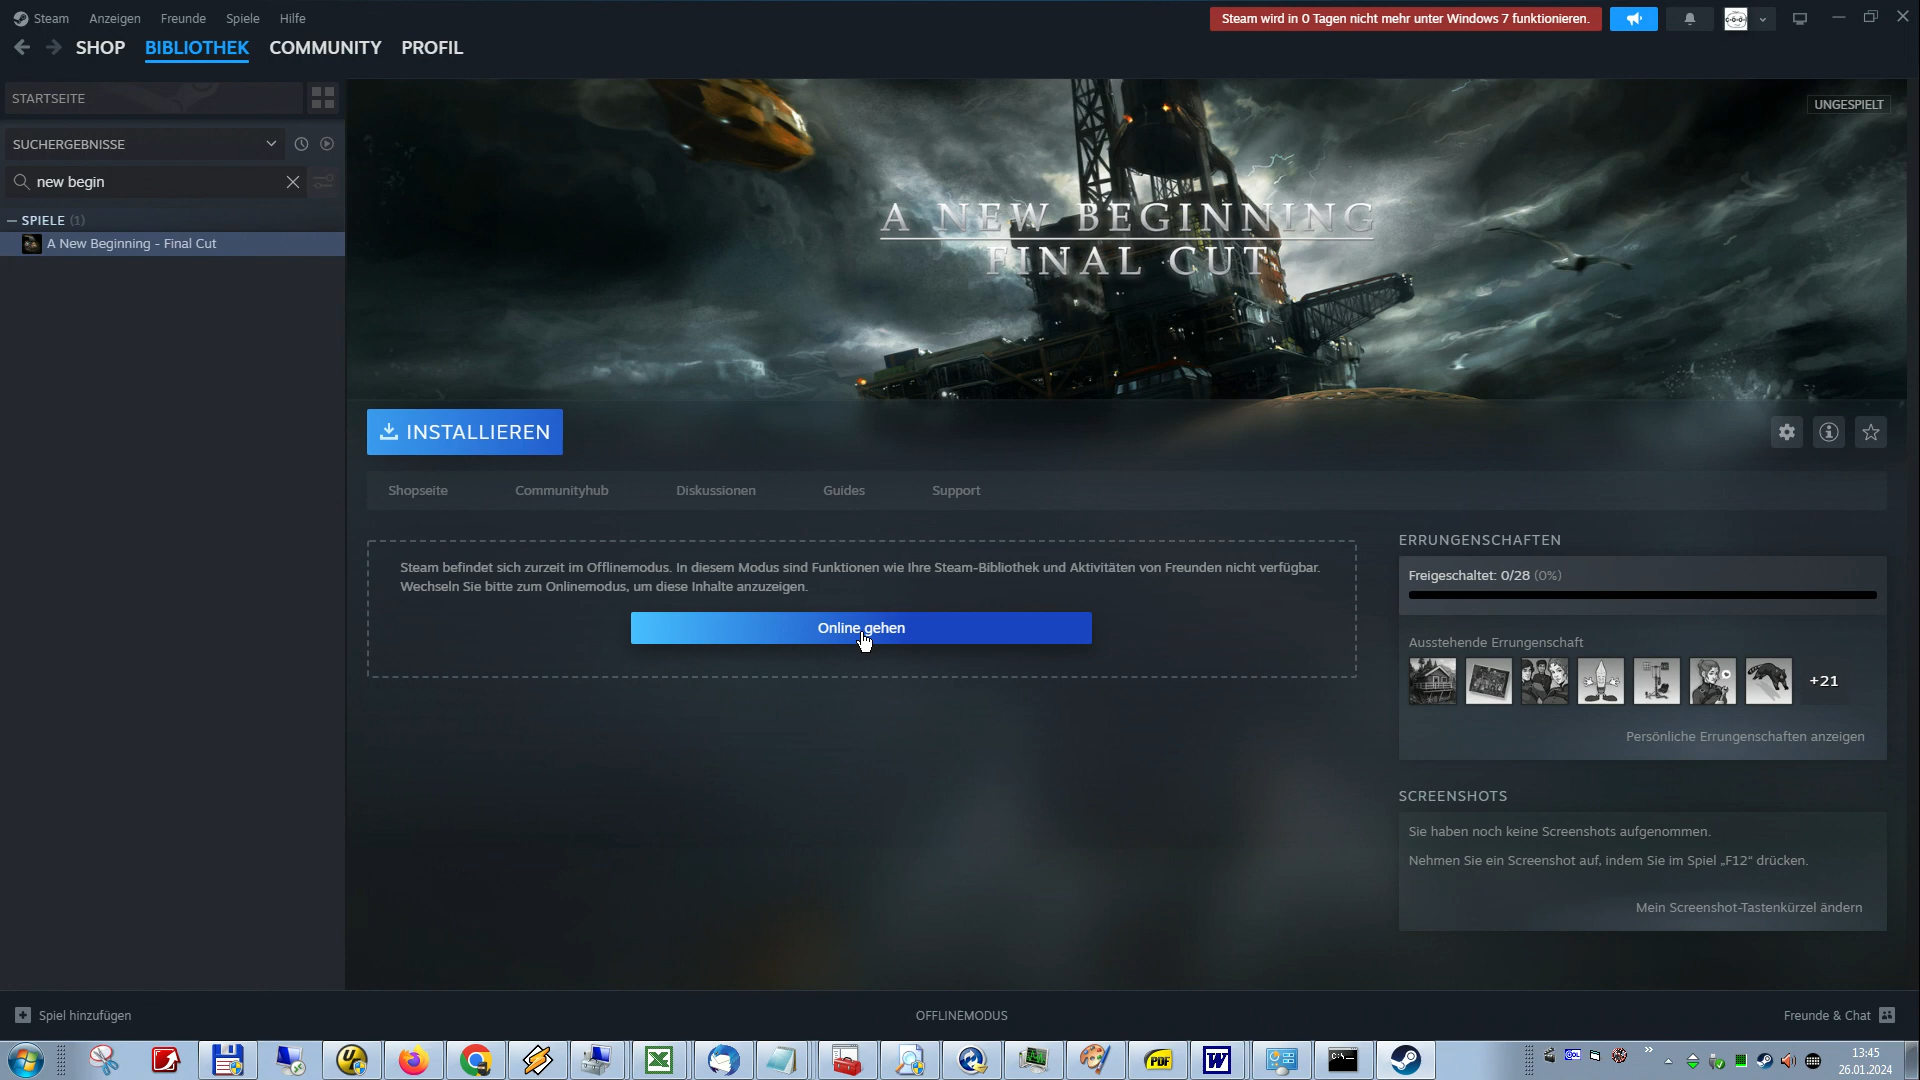 Steam Anzeigen Freunde Spiele Hilfe
Steam wird in 0 Tagen nicht mehr unter Windows 7 funktionieren.
SHOP BIBLIOTHEK COMMUNITY PROFIL
STARTSEITE
SUCHERGEBNISSE
new begin
— SPIELE (1)
A New Beginning - Final Cut
UNGESPIELT
A NEW BEGINNING
FINAL CUT
INSTALLIEREN
Shopseite Communityhub Diskussionen Guides Support
Steam befindet sich zurzeit im Offlinemodus. In diesem Modus sind Funktionen wie Ihre Steam-Bibliothek und Aktivitäten von Freunden nicht verfügbar.
Wechseln Sie bitte zum Onlinemodus, um diese Inhalte anzuzeigen.
Online gehen
ERRUNGENSCHAFTEN
Freigeschaltet: 0/28 (0%)
Ausstehende Errungenschaft
+21
Persönliche Errungenschaften anzeigen
SCREENSHOTS
Sie haben noch keine Screenshots aufgenommen.
Nehmen Sie ein Screenshot auf, indem Sie im Spiel „F12“ drücken.
Mein Screenshot-Tastenkürzel ändern
Spiel hinzufügen
OFFLINEMODUS
Freunde & Chat
PDF
W
C:\_
13:45
26.01.2024